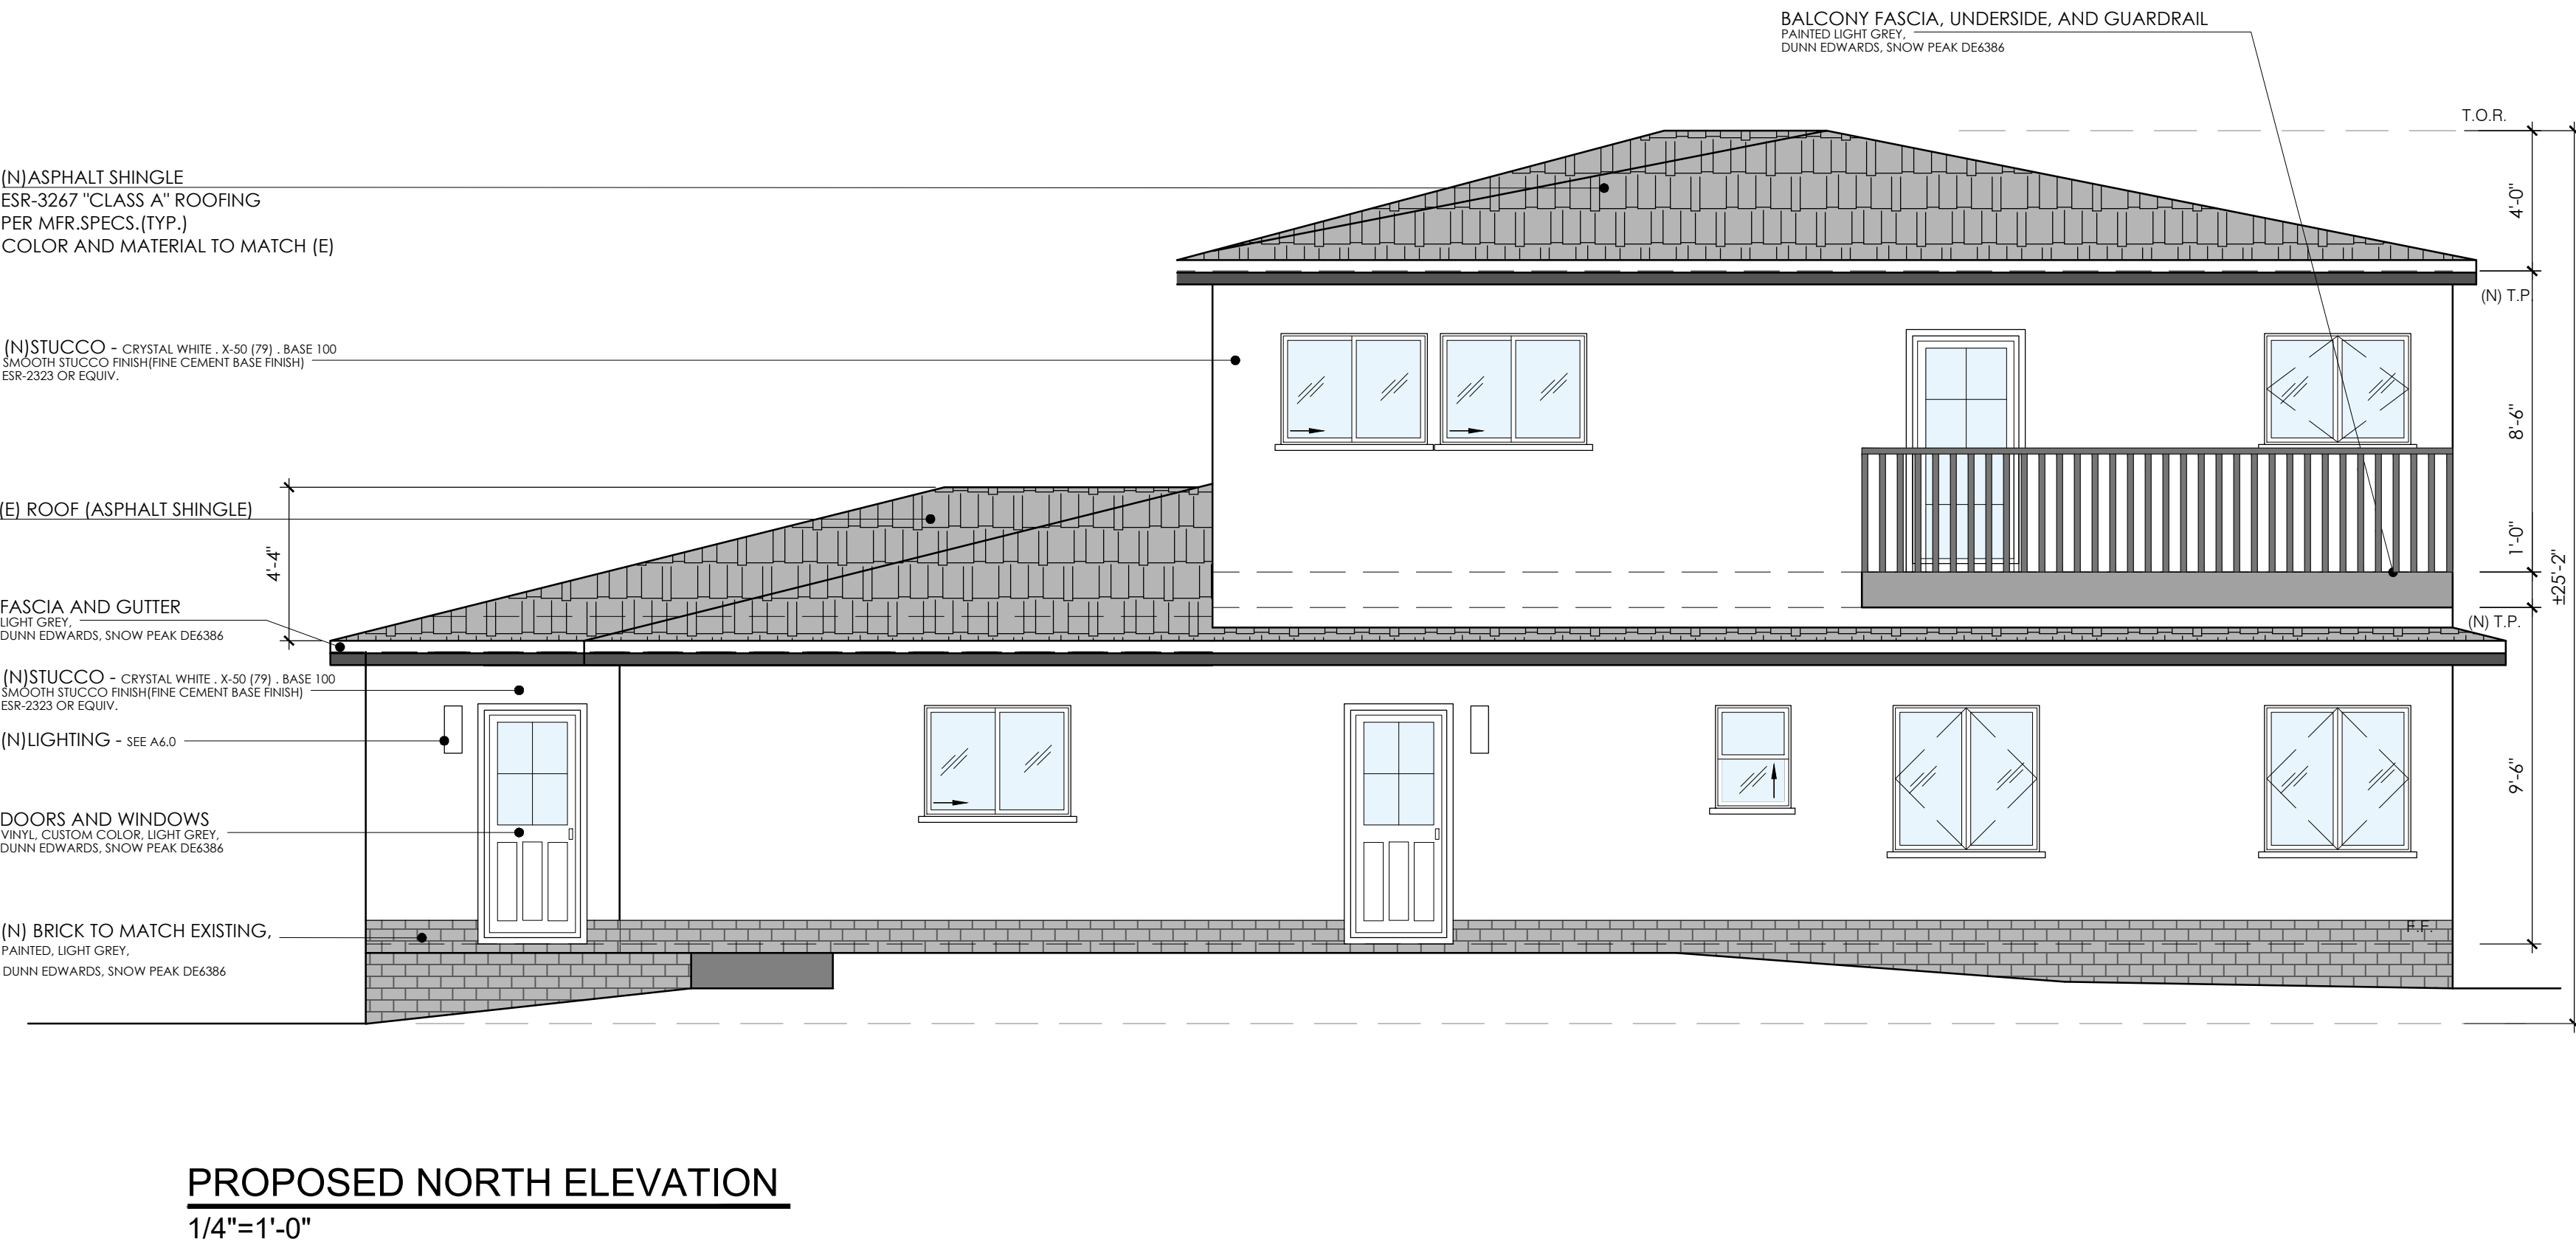 BALCONY FASCIA, UNDERSIDE, AND GUARDRAIL
PAINTED LIGHT GREY,
DUNN EDWARDS, SNOW PEAK DE6386
T.O.R.
(N)ASPHALT SHINGLE
ESR-3267 "CLASS A" ROOFING
PER MFR.SPECS.(TYP.)
COLOR AND MATERIAL TO MATCH (E)
4'-0"
(N) T.P.
(N)STUCCO - CRYSTAL WHITE . X-50 (79) . BASE 100
SMOOTH STUCCO FINISH(FINE CEMENT BASE FINISH)
ESR-2323 OR EQUIV.
8'-6"
(E) ROOF (ASPHALT SHINGLE)
4'-4"
1'-0"
±25'-2"
FASCIA AND GUTTER
LIGHT GREY,
DUNN EDWARDS, SNOW PEAK DE6386
(N) T.P.
(N)STUCCO - CRYSTAL WHITE . X-50 (79) . BASE 100
SMOOTH STUCCO FINISH(FINE CEMENT BASE FINISH)
ESR-2323 OR EQUIV.
(N)LIGHTING - SEE A6.0
9'-6"
DOORS AND WINDOWS
VINYL, CUSTOM COLOR, LIGHT GREY,
DUNN EDWARDS, SNOW PEAK DE6386
(N) BRICK TO MATCH EXISTING,
PAINTED, LIGHT GREY,
DUNN EDWARDS, SNOW PEAK DE6386
F.F.
PROPOSED NORTH ELEVATION
1/4"=1'-0"